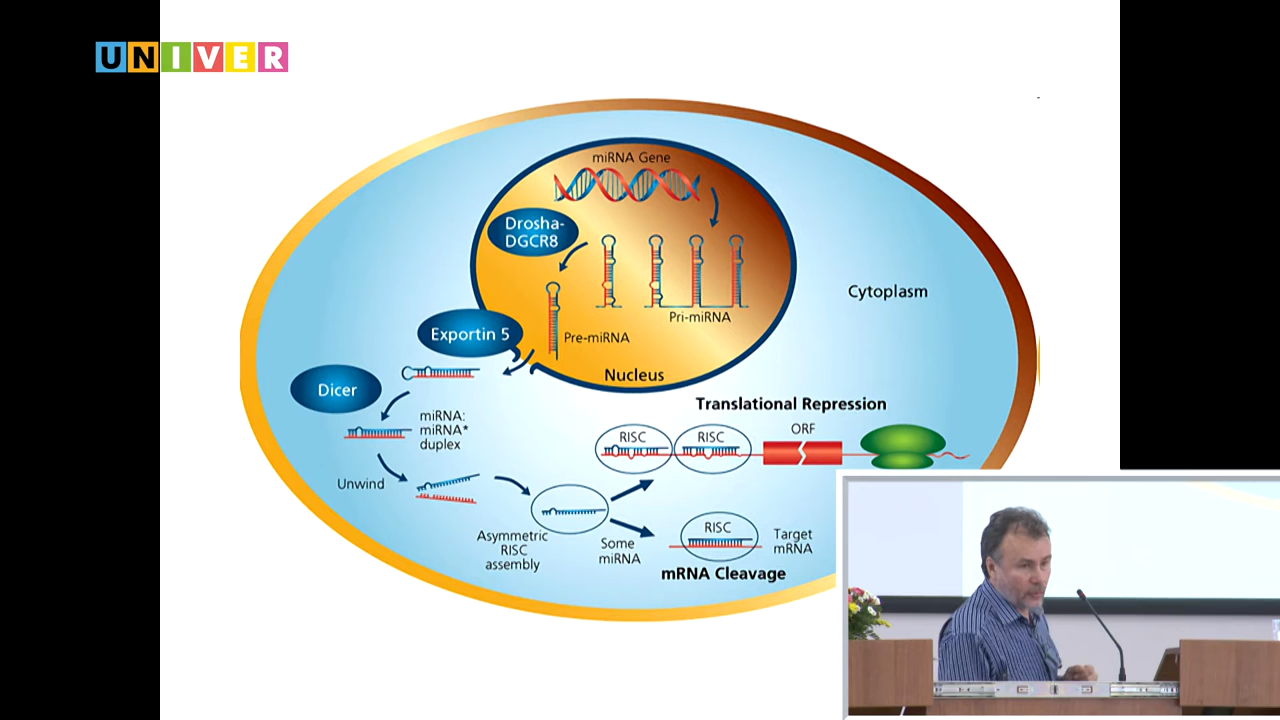 UNIVER
miRNA Gene
Drosha-
DGCR8
Pri-miRNA
Cytoplasm
Exportin 5
Pre-miRNA
Nucleus
Dicer
miRNA:
miRNA*
duplex
Translational Repression
RISC
RISC
ORF
Unwind
Asymmetric
RISC
assembly
Some
miRNA
RISC
Target
mRNA
mRNA Cleavage